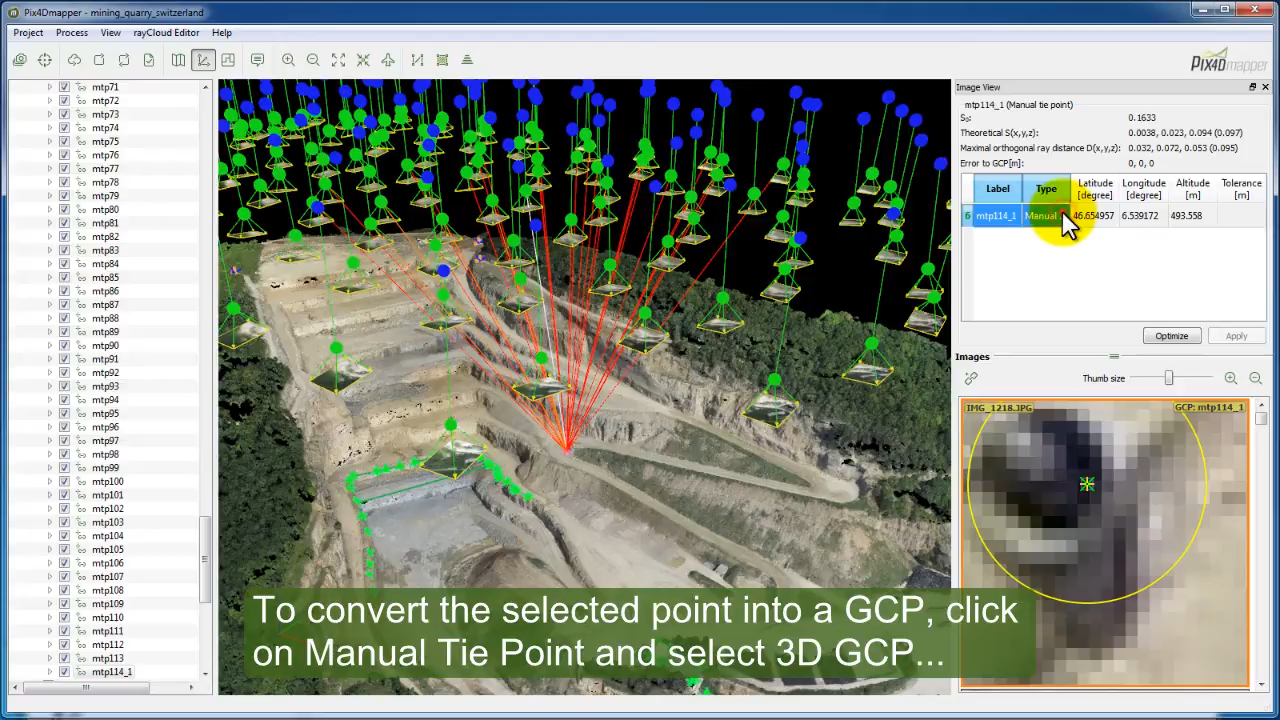 Pix4Dmapper - mining_quarry_switzerland
Project Process View rayCloud Editor Help
Pix4Dmapper
mtp71
mtp72
mtp73
mtp74
mtp75
mtp76
mtp77
mtp78
mtp79
mtp80
mtp81
mtp82
mtp83
mtp84
mtp85
mtp86
mtp87
mtp88
mtp89
mtp90
mtp91
mtp92
mtp93
mtp94
mtp95
mtp96
mtp97
mtp98
mtp99
mtp100
mtp101
mtp102
mtp103
mtp104
mtp105
mtp106
mtp107
mtp108
mtp109
mtp110
mtp111
mtp112
mtp113
mtp114_1
Image View
mtp114_1 (Manual tie point)
S₀: 0.1633
Theoretical S(x,y,z): 0.0038, 0.023, 0.094 (0.097)
Maximal orthogonal ray distance D(x,y,z): 0.032, 0.072, 0.053 (0.095)
Error to GCP[m] 0, 0, 0
Label Type Latitude [degree] Longitude [degree] Altitude [m] Tolerance [m]
6 mtp114_1 Manual 46.654957 6.539172 493.558
Optimize Apply
Images
Thumb size
IMG_1218.JPG GCP: mtp114_1
To convert the selected point into a GCP, click
on Manual Tie Point and select 3D GCP...